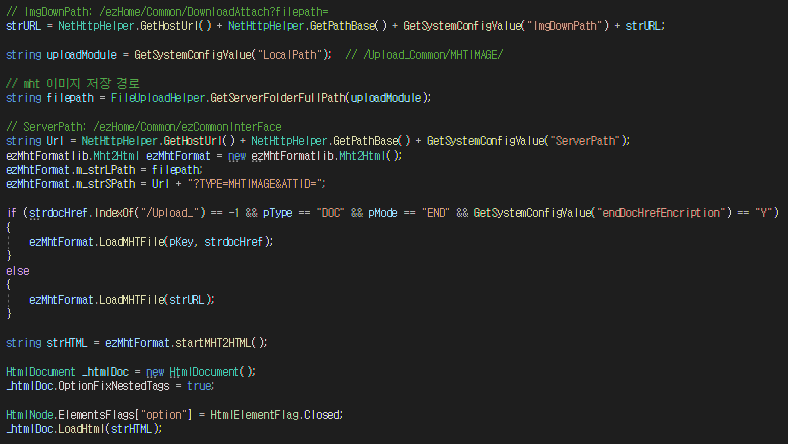 // ImgDownPath: /ezHome/Common/DownloadAttach?filepath=
strURL = NetHttpHelper.GetHostUrl() + NetHttpHelper.GetPathBase() + GetSystemConfigValue("ImgDownPath") + strURL;
string uploadModule = GetSystemConfigValue("LocalPath");  // /Upload_Common/MHTIMAGE/
// mht 이미지 저장 경로
string filepath = FileUploadHelper.GetServerFolderFullPath(uploadModule);
// ServerPath: /ezHome/Common/ezCommonInterFace
string Url = NetHttpHelper.GetHostUrl() + NetHttpHelper.GetPathBase() + GetSystemConfigValue("ServerPath");
ezMhtFormatlib.Mht2Html ezMhtFormat = new ezMhtFormatlib.Mht2Html();
ezMhtFormat.m_strLPath = filepath;
ezMhtFormat.m_strSPath = Url + "?TYPE=MHTIMAGE&ATTID=";
if (strdocHref.IndexOf("/Upload_") == -1 && pType == "DOC" && pMode == "END" && GetSystemConfigValue("endDocHrefEncription") == "Y")
{
ezMhtFormat.LoadMHTFile(pKey, strdocHref);
}
else
{
ezMhtFormat.LoadMHTFile(strURL);
}
string strHTML = ezMhtFormat.startMHT2HTML();
HtmlDocument _htmlDoc = new HtmlDocument();
_htmlDoc.OptionFixNestedTags = true;
HtmlNode.ElementsFlags["option"] = HtmlElementFlag.Closed;
_htmlDoc.LoadHtml(strHTML);